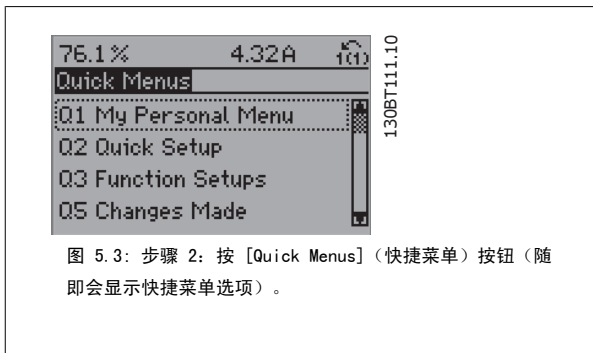 76.1% 4.32A 1(1)
Quick Menus
Q1 My Personal Menu
Q2 Quick Setup
Q3 Function Setups
Q5 Changes Made
130BT111.10
图 5.3: 步骤 2: 按 [Quick Menus](快捷菜单)按钮(随
即会显示快捷菜单选项)。